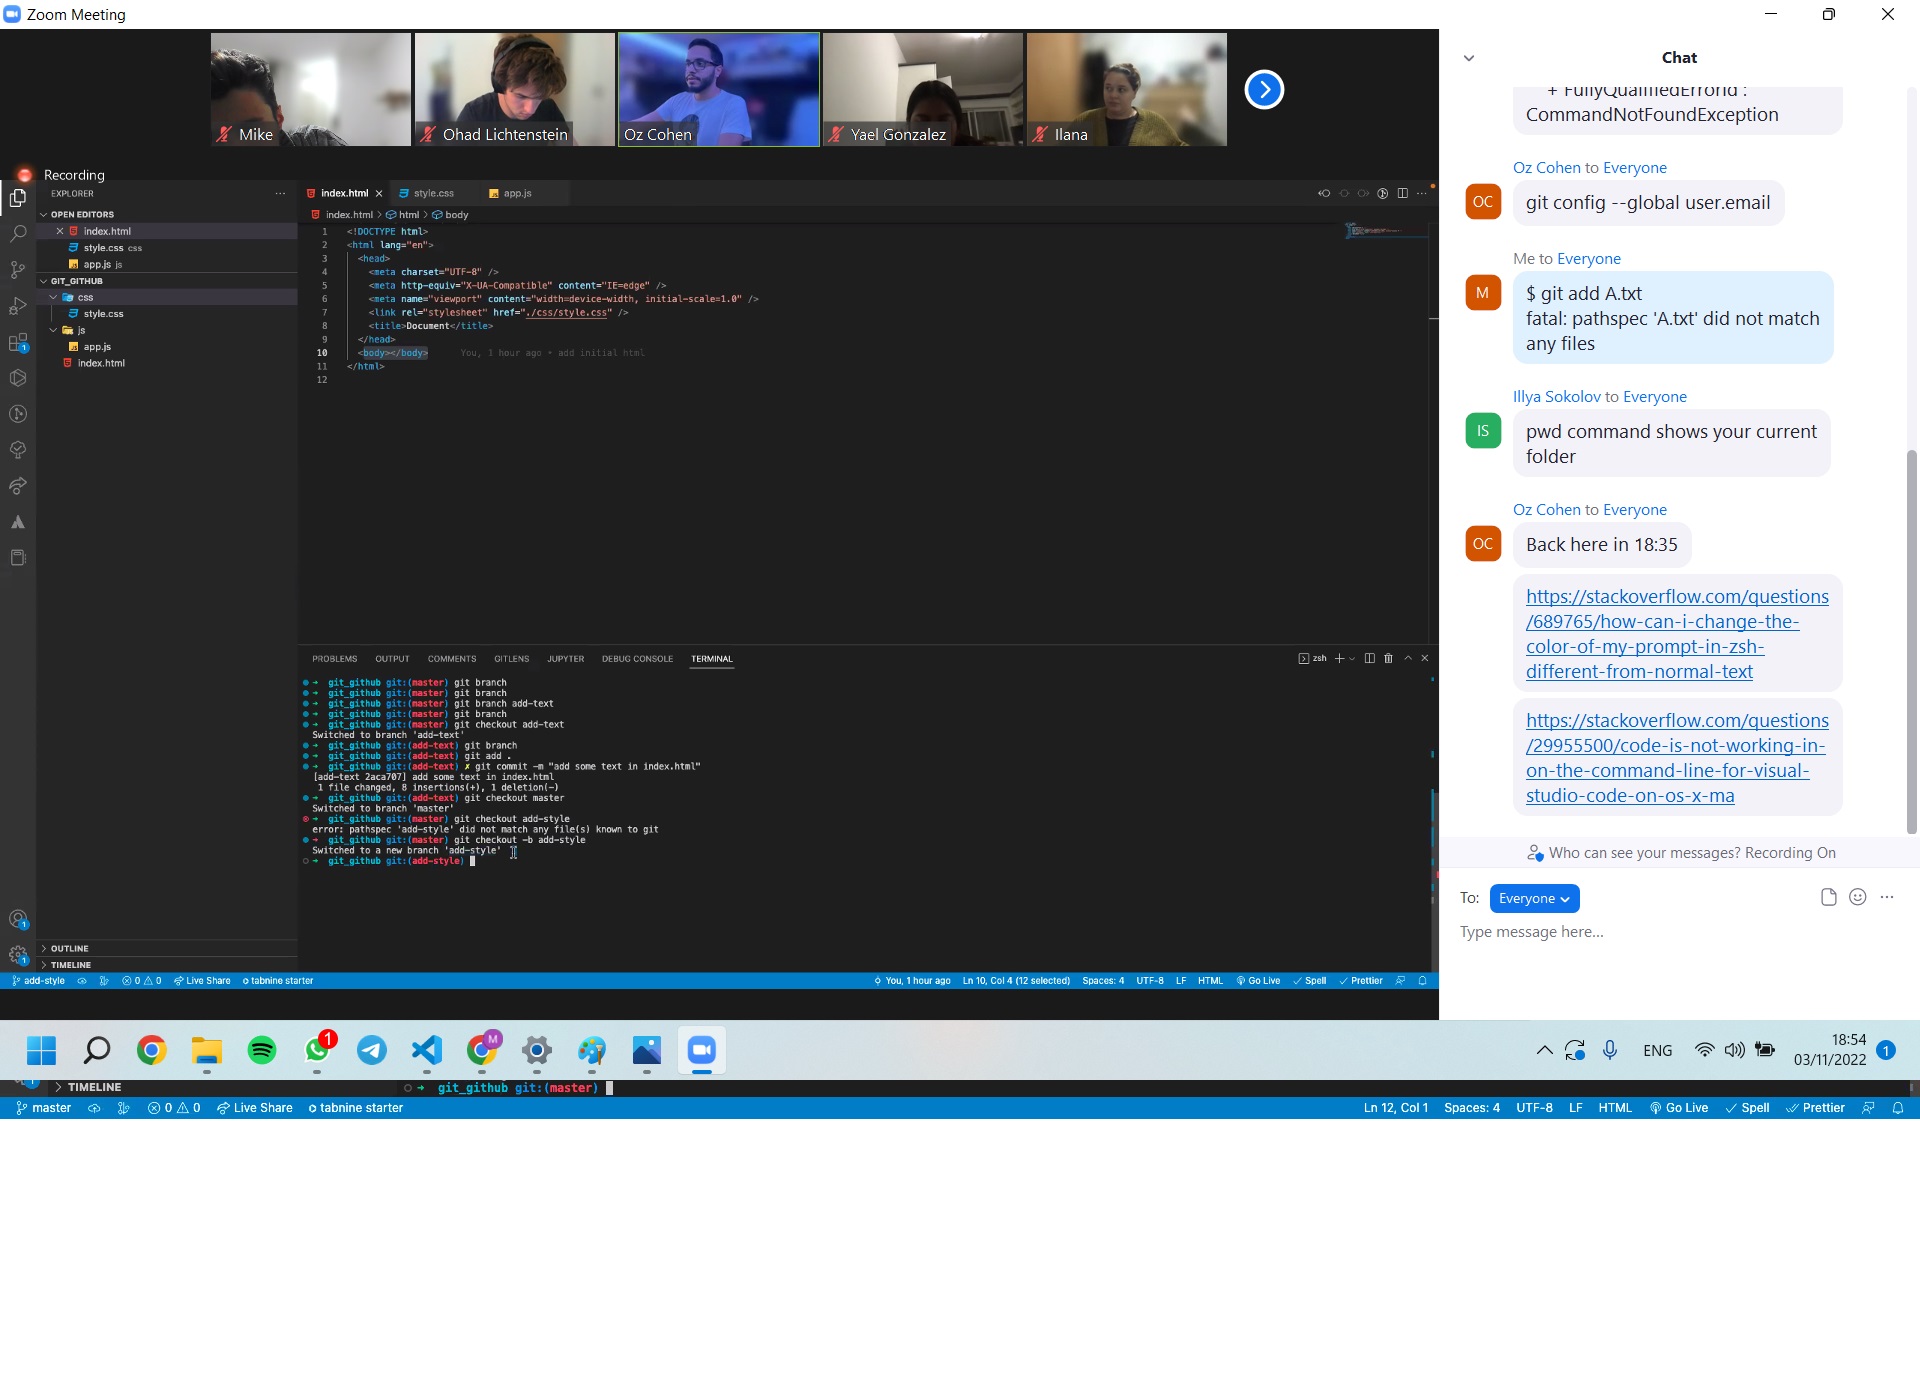 Zoom Meeting
Mike
Ohad Lichtenstein
Oz Cohen
Yael Gonzalez
Ilana
Recording
EXPLORER
OPEN EDITORS
index.html
style.css css
app.js js
GIT_GITHUB
css
style.css
js
app.js
index.html
OUTLINE
TIMELINE
index.html
style.css
app.js
index.html > html > body
1 <!DOCTYPE html>
2 <html lang="en">
3 <head>
4 <meta charset="UTF-8" />
5 <meta http-equiv="X-UA-Compatible" content="IE=edge" />
6 <meta name="viewport" content="width=device-width, initial-scale=1.0" />
7 <link rel="stylesheet" href="./css/style.css" />
8 <title>Document</title>
9 </head>
10 <body></body> You, 1 hour ago • add initial html
11 </html>
12
PROBLEMS OUTPUT COMMENTS GITLENS JUPYTER DEBUG CONSOLE TERMINAL
zsh
git_github git:(master) git branch
git_github git:(master) git branch
git_github git:(master) git branch add-text
git_github git:(master) git branch
git_github git:(master) git checkout add-text
Switched to branch 'add-text'
git_github git:(add-text) git branch
git_github git:(add-text) git add .
git_github git:(add-text) ✗ git commit -m "add some text in index.html"
[add-text 2aca707] add some text in index.html
1 file changed, 8 insertions(+), 1 deletion(-)
git_github git:(add-text) git checkout master
Switched to branch 'master'
git_github git:(master) git checkout add-style
error: pathspec 'add-style' did not match any file(s) known to git
git_github git:(master) git checkout -b add-style
Switched to a new branch 'add-style'
git_github git:(add-style)
add-style 0 0 Live Share tabnine starter
You, 1 hour ago Ln 10, Col 4 (12 selected) Spaces: 4 UTF-8 LF HTML Go Live Spell Prettier
Chat
+ FullyQualifiedErrorId :
CommandNotFoundException
Oz Cohen to Everyone
OC
git config --global user.email
Me to Everyone
M
$ git add A.txt
fatal: pathspec 'A.txt' did not match
any files
Illya Sokolov to Everyone
IS
pwd command shows your current
folder
Oz Cohen to Everyone
OC
Back here in 18:35
https://stackoverflow.com/questions
/689765/how-can-i-change-the-
color-of-my-prompt-in-zsh-
different-from-normal-text
https://stackoverflow.com/questions
/29955500/code-is-not-working-in-
on-the-command-line-for-visual-
studio-code-on-os-x-ma
Who can see your messages? Recording On
To: Everyone
Type message here...
1
M
ENG
18:54
03/11/2022
1
TIMELINE
git_github git:(master)
master 0 0 Live Share tabnine starter
Ln 12, Col 1 Spaces: 4 UTF-8 LF HTML Go Live Spell Prettier